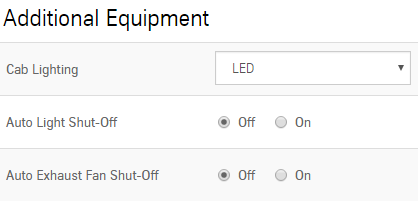 Additional Equipment
Cab Lighting LED
Auto Light Shut-Off Off On
Auto Exhaust Fan Shut-Off Off On